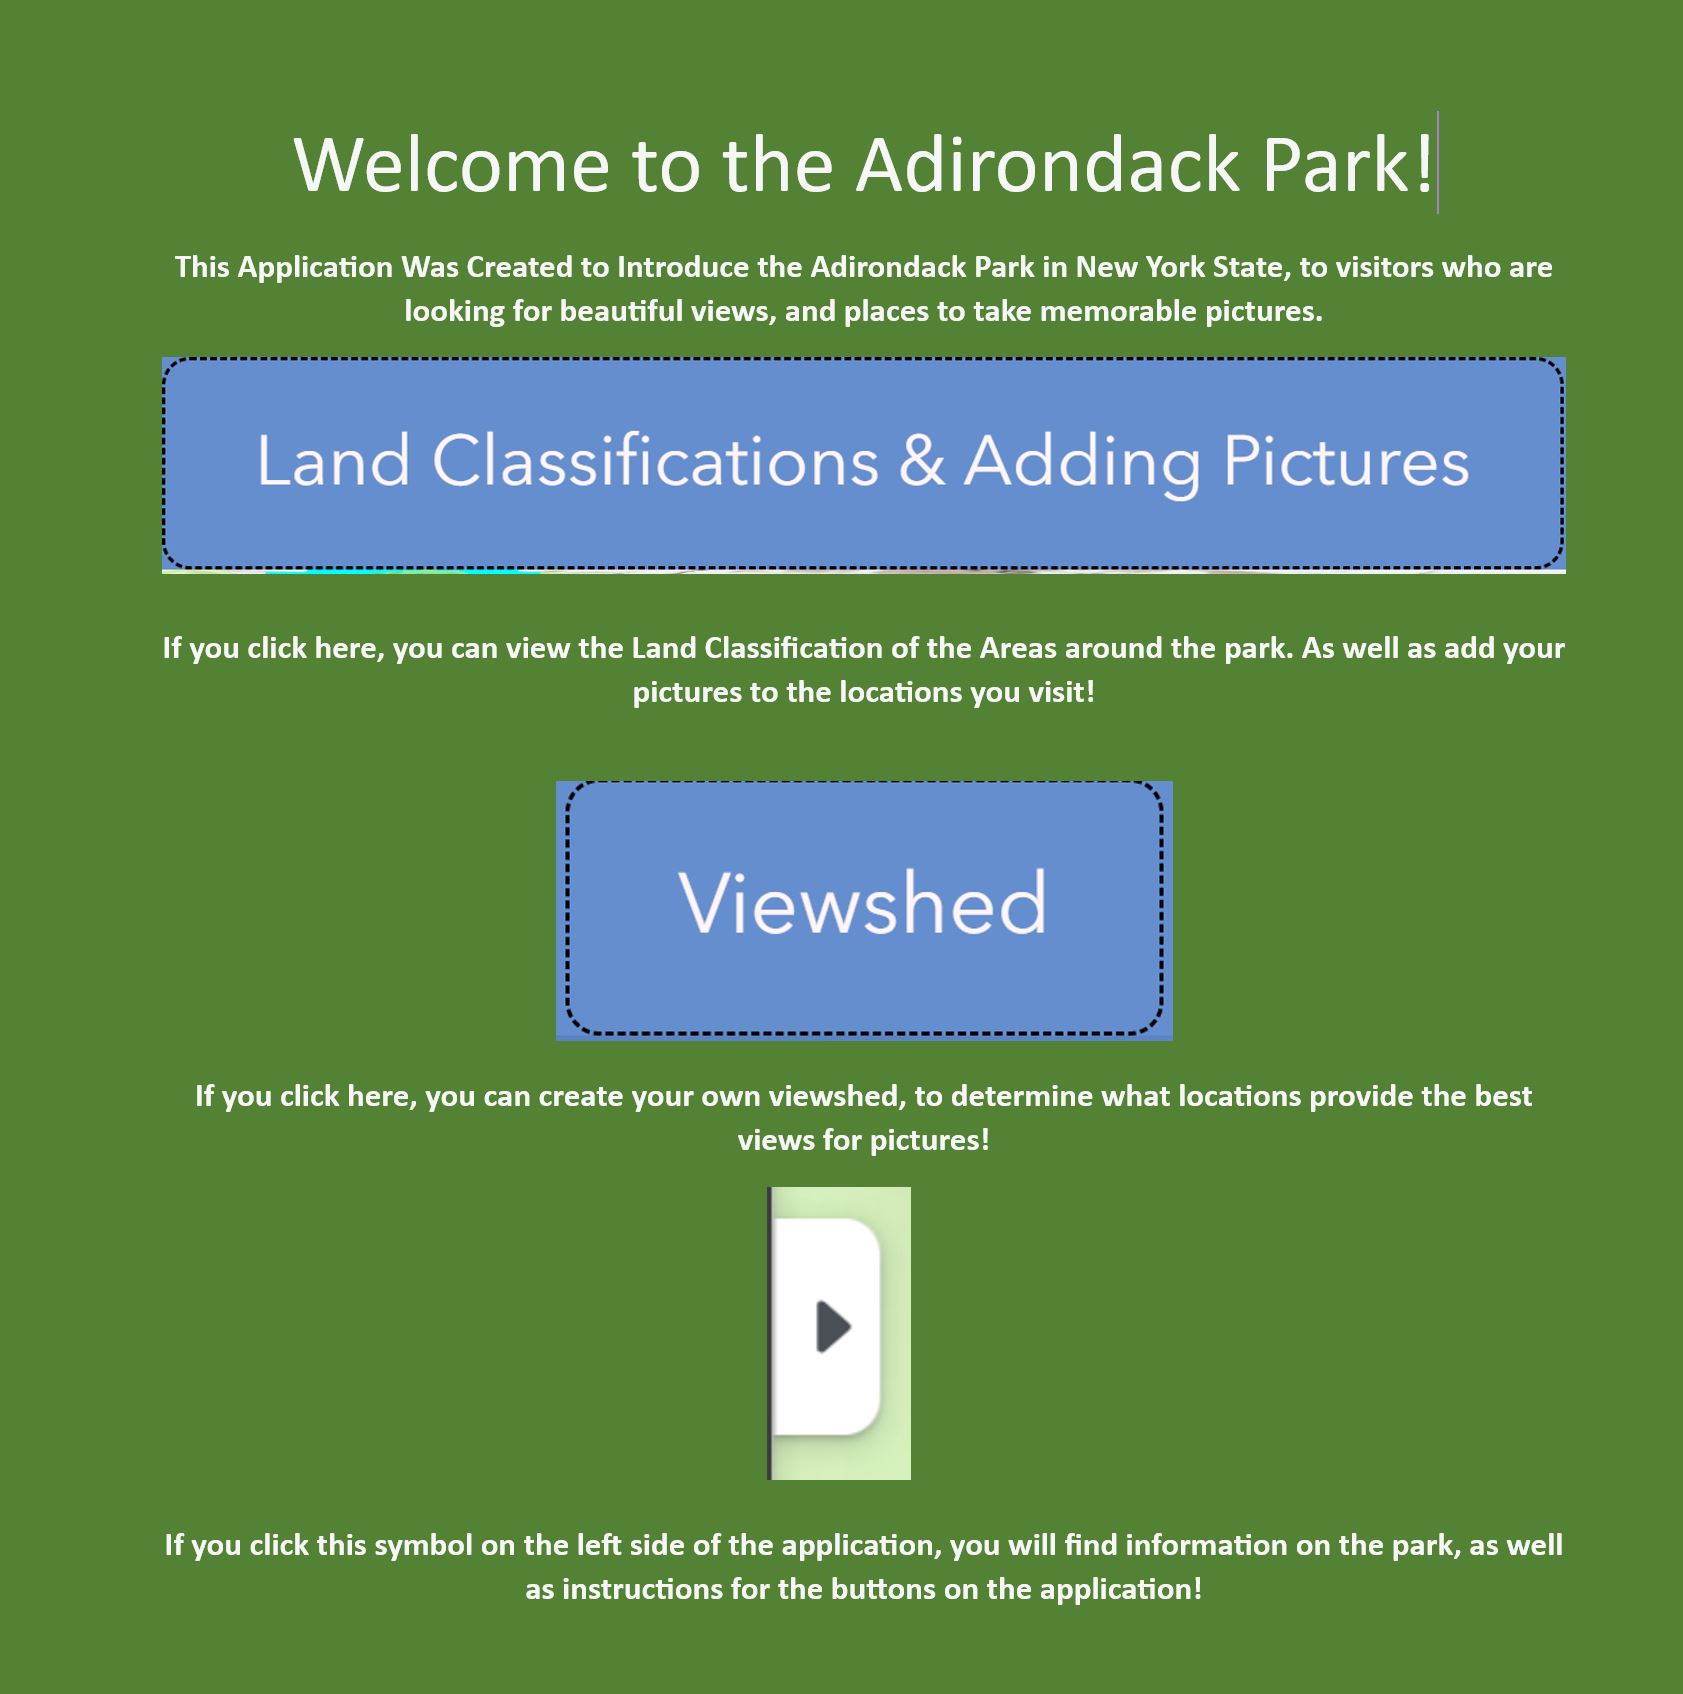 Welcome to the Adirondack Park!
This Application Was Created to Introduce the Adirondack Park in New York State, to visitors who are
looking for beautiful views, and places to take memorable pictures.
Land Classifications & Adding Pictures
If you click here, you can view the Land Classification of the Areas around the park. As well as add your
pictures to the locations you visit!
Viewshed
If you click here, you can create your own viewshed, to determine what locations provide the best
views for pictures!
If you click this symbol on the left side of the application, you will find information on the park, as well
as instructions for the buttons on the application!